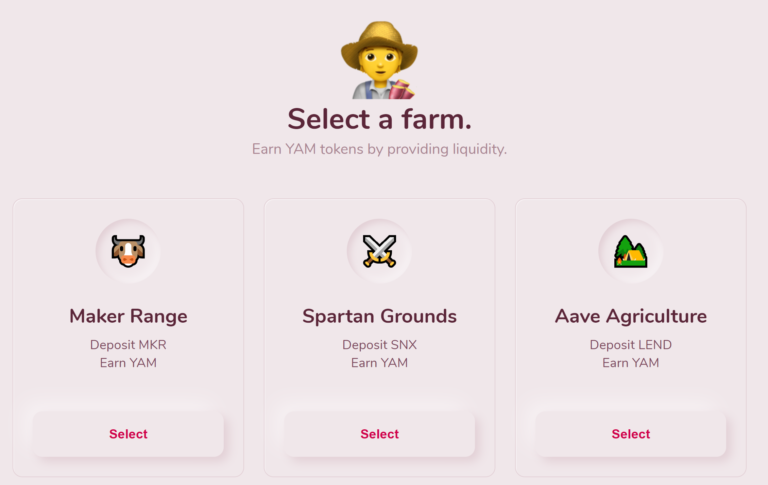 Select a farm.
Earn YAM tokens by providing liquidity.
Maker Range
Deposit MKR
Earn YAM
Select
Spartan Grounds
Deposit SNX
Earn YAM
Select
Aave Agriculture
Deposit LEND
Earn YAM
Select